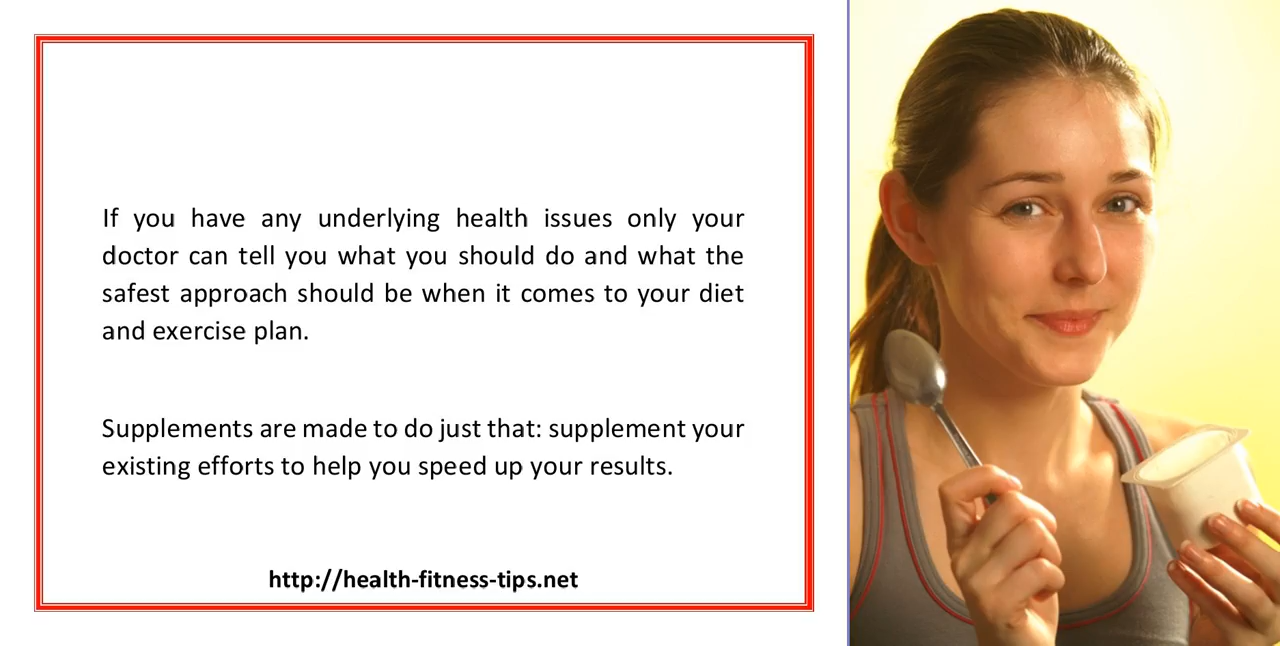 If you have any underlying health issues only your
doctor can tell you what you should do and what the
safest approach should be when it comes to your diet
and exercise plan.
Supplements are made to do just that: supplement your
existing efforts to help you speed up your results.
http://health-fitness-tips.net